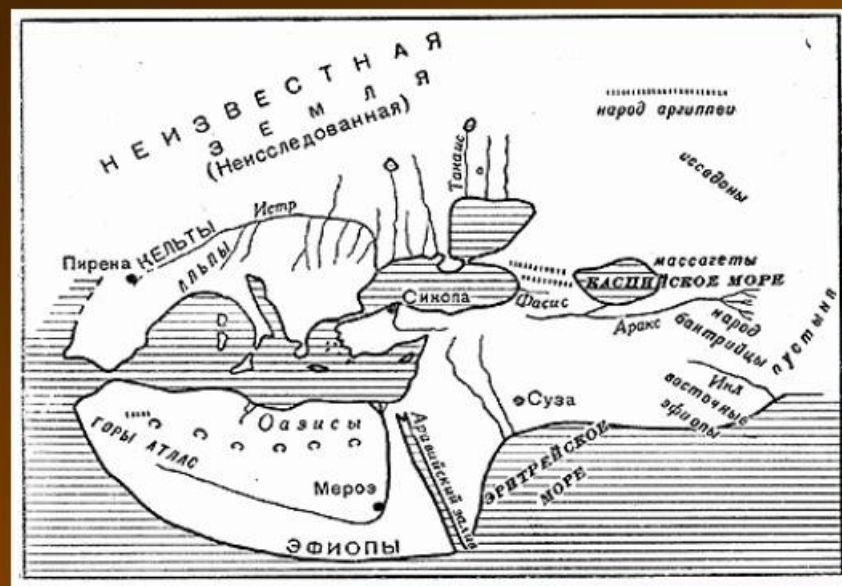 НЕИЗВЕСТНАЯ
ЗЕМЛЯ
(Неисследованная)
народ аргиппеи
исседоны
Танаис
Истр
Пирена
КЕЛЬТЫ
АЛЬПЫ
массагеты
КАСПИЙСКОЕ МОРЕ
Синопа
Фасис
Аракс
народ
бактрийцы
пустыня
Инд
восточные
эфиопы
Суза
Оазисы
ГОРЫ АТЛАС
Аравийский залив
ЭРИТРЕЙСКОЕ
МОРЕ
Мероэ
ЭФИОПЫ